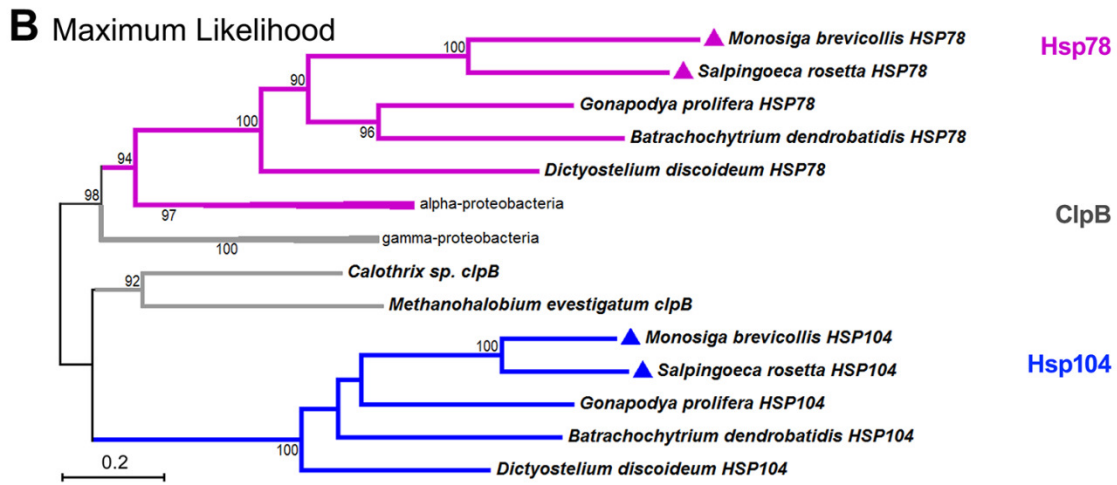 B Maximum Likelihood
100
Monosiga brevicollis HSP78
Hsp78
Salpingoeca rosetta HSP78
90
Gonapodya prolifera HSP78
100
96
Batrachochytrium dendrobatidis HSP78
94
Dictyostelium discoideum HSP78
98
alpha-proteobacteria
97
ClpB
gamma-proteobacteria
100
Calothrix sp. clpB
92
Methanohalobium evestigatum clpB
Monosiga brevicollis HSP104
100
Hsp104
Salpingoeca rosetta HSP104
Gonapodya prolifera HSP104
Batrachochytrium dendrobatidis HSP104
100
0.2
Dictyostelium discoideum HSP104